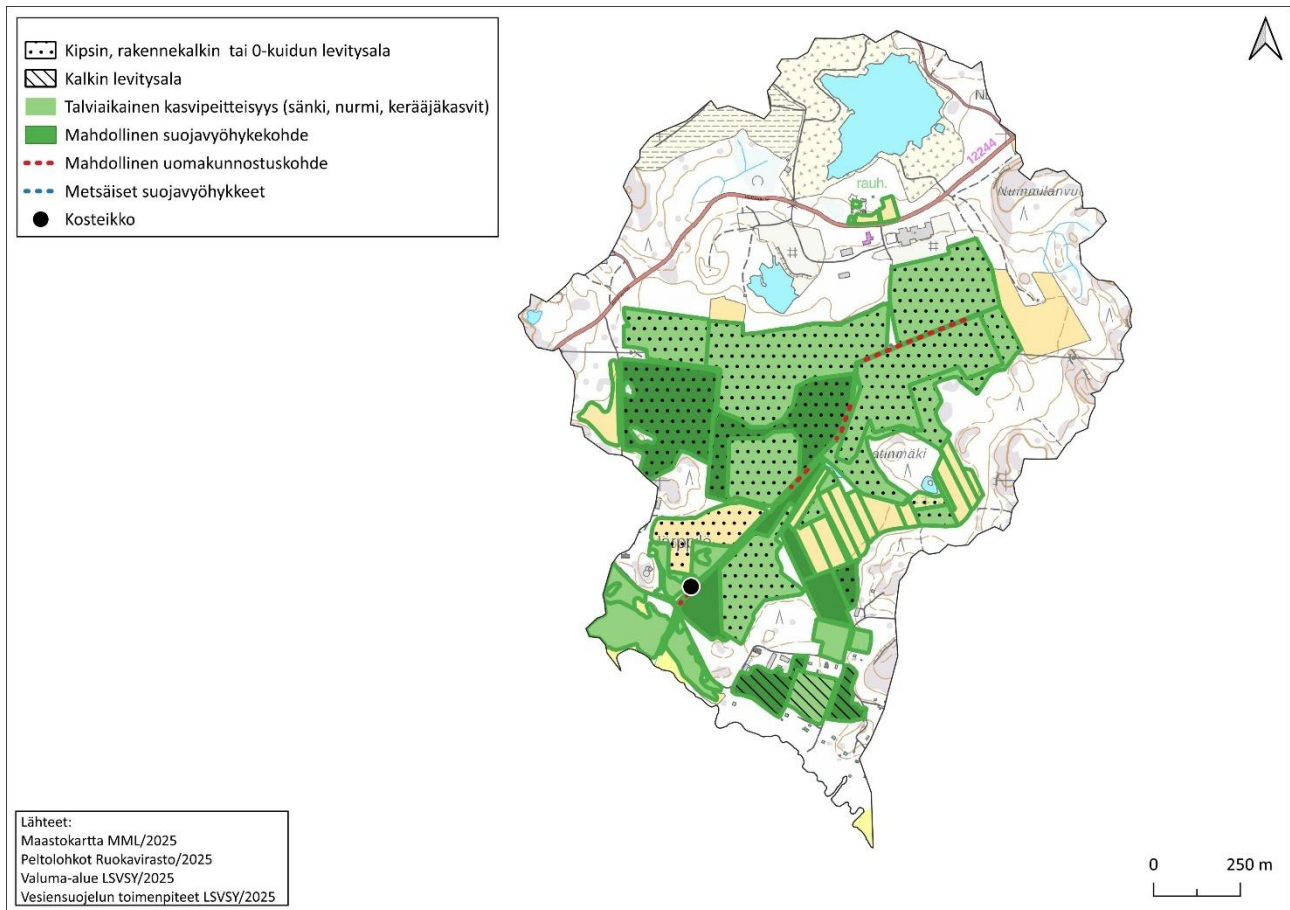 Kipsin, rakennekalkin tai 0-kuidun levitysala
Kalkin levitysala
Talviaikainen kasvipeitteisyys (sänki, nurmi, kerääjäkasvit)
Mahdollinen suojavyöhykekohde
Mahdollinen uomakunnostuskohde
Metsäiset suojavyöhykkeet
Kosteikko
12244
rauh.
atinmäki
Lähteet:
Maastokartta MML/2025
Peltolohkot Ruokavirasto/2025
Valuma-alue LSVSY/2025
Vesiensuojelun toimenpiteet LSVSY/2025
0 250 m